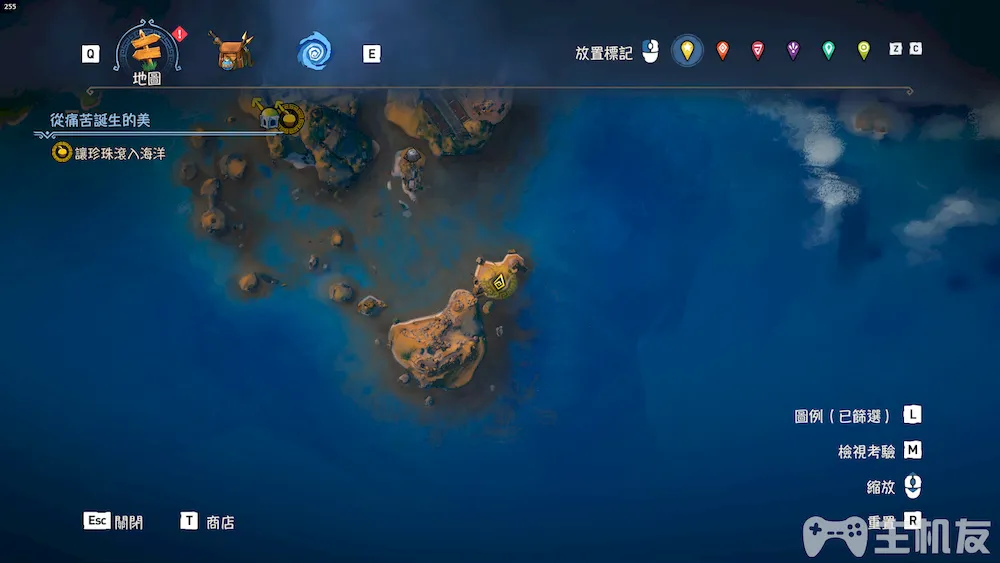 255
Q
E
地圖
放置標記
Z C
從痛苦誕生的美
讓珍珠滾入海洋
圖例(已篩選) L
檢視考驗 M
縮放
重置 R
Esc 關閉
T 商店
主机友